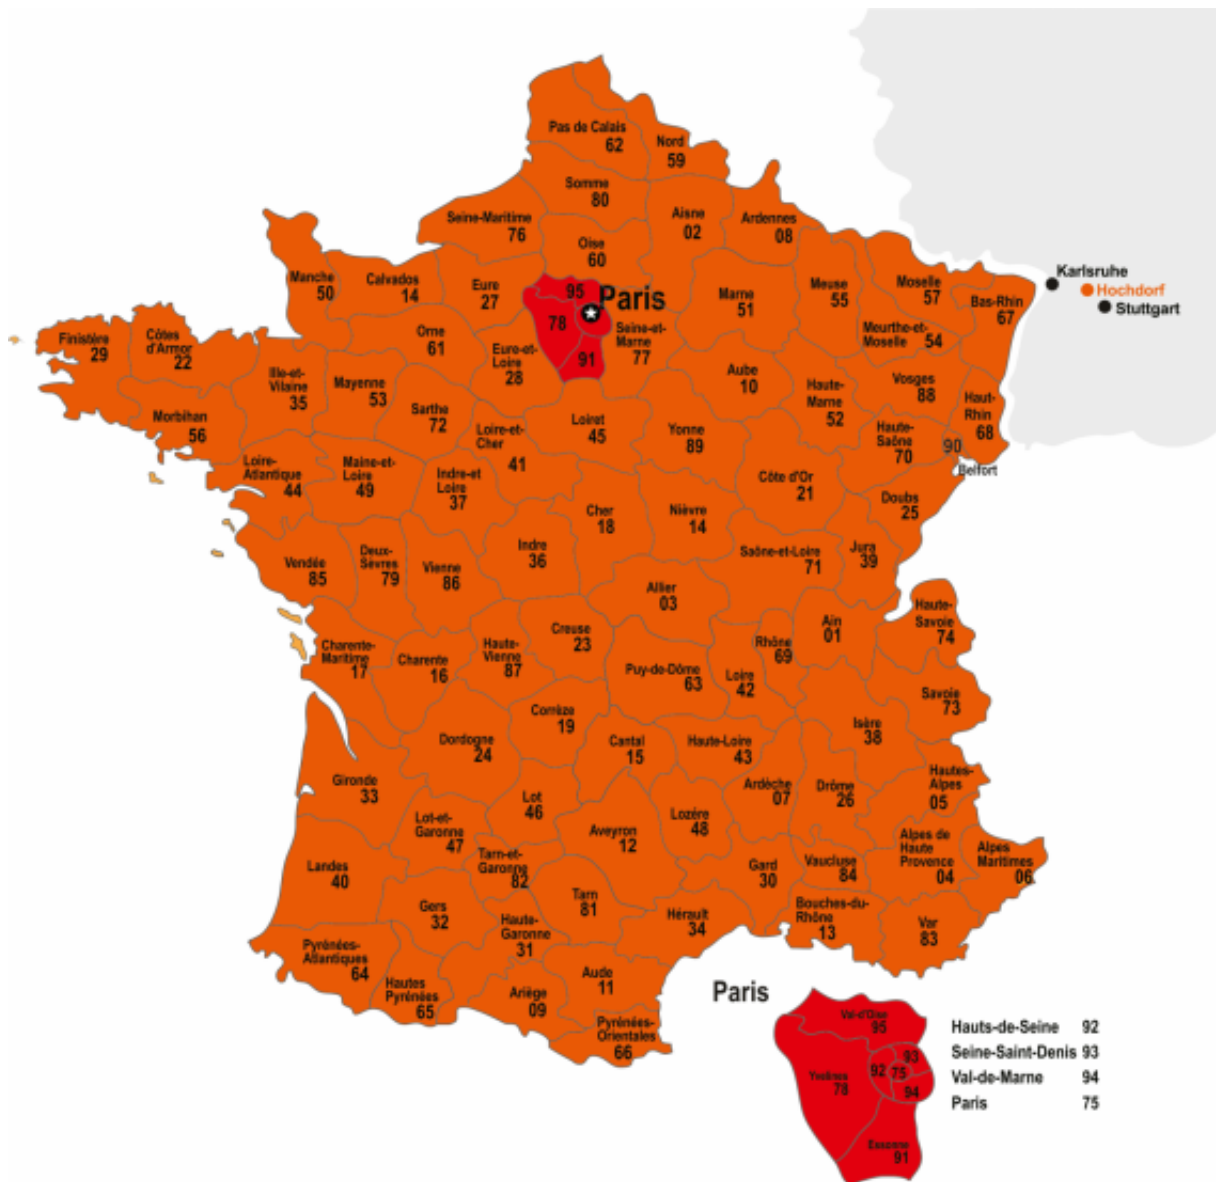 Pas de Calais
62
Nord
59
Somme
80
Seine-Maritime
76
Aisne
02
Ardennes
08
Oise
60
Manche
50
Calvados
14
Eure
27
95
Paris
78
91
Seine-et-
Marne
77
Marne
51
Meuse
55
Moselle
57
Bas-Rhin
67
Karlsruhe
Hochdorf
Stuttgart
Meurthe-et-
Moselle
54
Finistère
29
Côtes
d'Armor
22
Orne
61
Eure-et-
Loire
28
Ille-et-
Vilaine
35
Mayenne
53
Sarthe
72
Aube
10
Haute-
Marne
52
Vosges
88
Haut-
Rhin
68
Morbihan
56
Loire-et-
Cher
41
Loiret
45
Yonne
89
Haute-
Saône
70
90
Belfort
Loire-
Atlantique
44
Maine-et-
Loire
49
Indre-et
Loire
37
Côte d'Or
21
Doubs
25
Cher
18
Nièvre
14
Vendée
85
Deux-
Sèvres
79
Vienne
86
Indre
36
Saône-et-Loire
71
Jura
39
Allier
03
Haute-
Savoie
74
Charente-
Maritime
17
Charente
16
Haute-
Vienne
87
Creuse
23
Puy-de-Dôme
63
Loire
42
Rhône
69
Ain
01
Savoie
73
Corrèze
19
Isère
38
Dordogne
24
Cantal
15
Haute-Loire
43
Gironde
33
Ardèche
07
Drôme
26
Hautes-
Alpes
05
Lot-et-
Garonne
47
Lot
46
Aveyron
12
Lozère
48
Landes
40
Tarn-et-
Garonne
82
Gard
30
Vaucluse
84
Alpes de
Haute
Provence
04
Alpes
Maritimes
06
Gers
32
Haute-
Garonne
31
Tarn
81
Hérault
34
Bouches-du-
Rhône
13
Var
83
Pyrénées-
Atlantiques
64
Hautes
Pyrénées
65
Ariège
09
Aude
11
Pyrénées-
Orientales
66
Paris
Val-d'Oise
95
Yvelines
78
92
93
75
94
Essonne
91
Hauts-de-Seine 92
Seine-Saint-Denis 93
Val-de-Marne 94
Paris 75